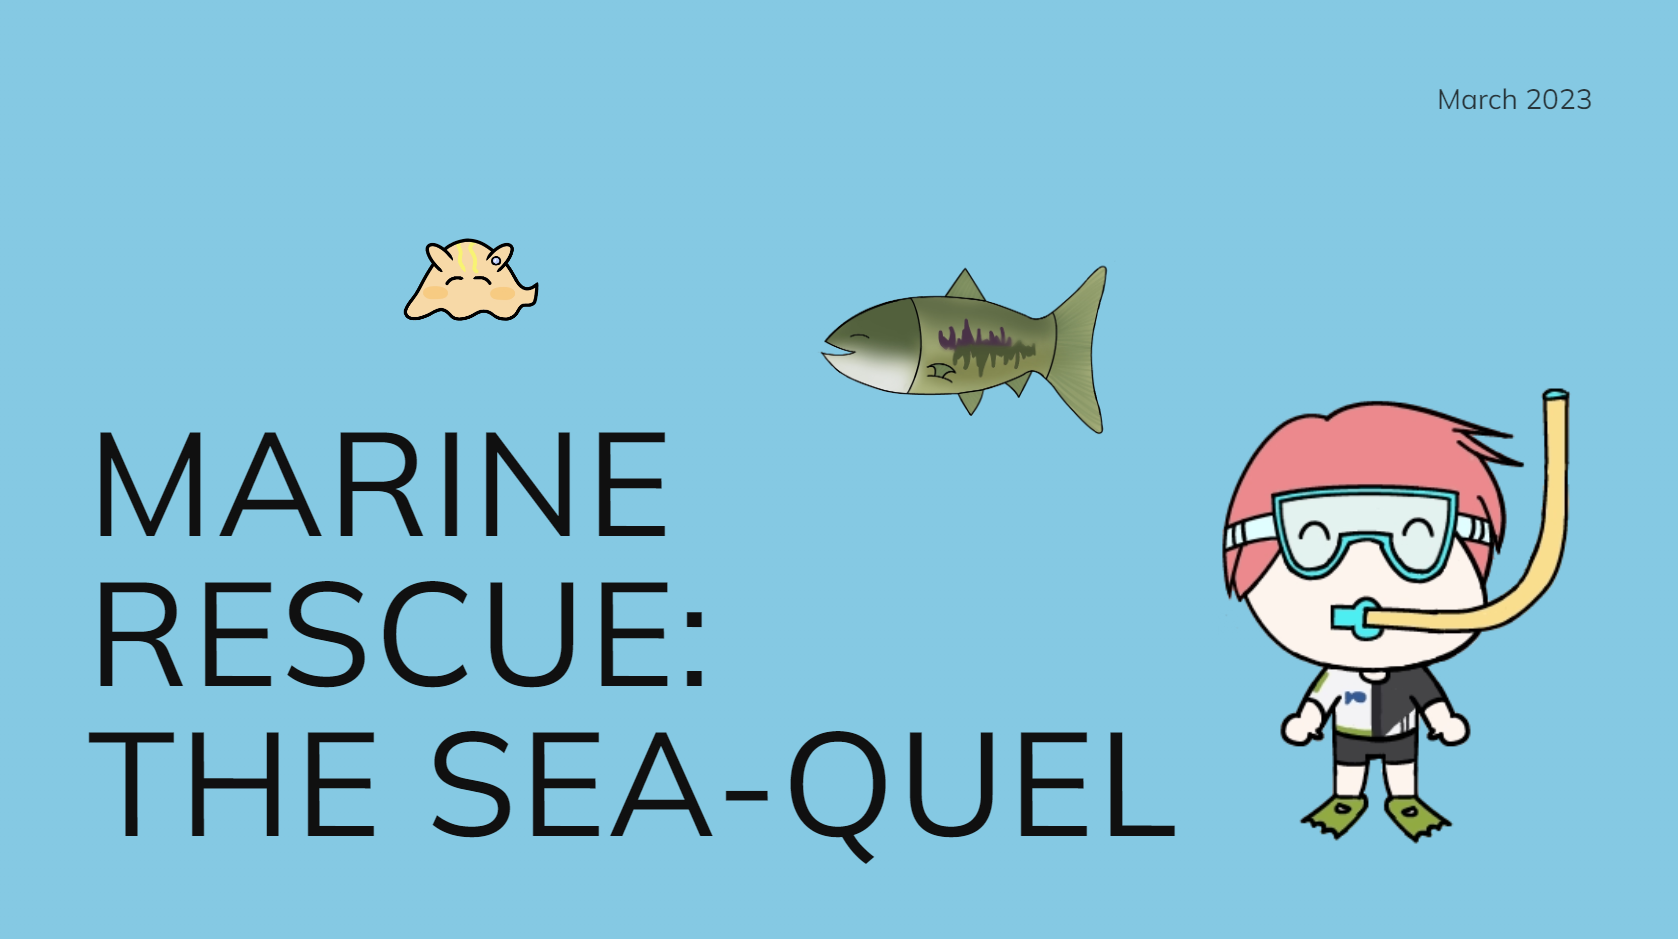 March 2023
MARINE
RESCUE:
THE SEA-QUEL